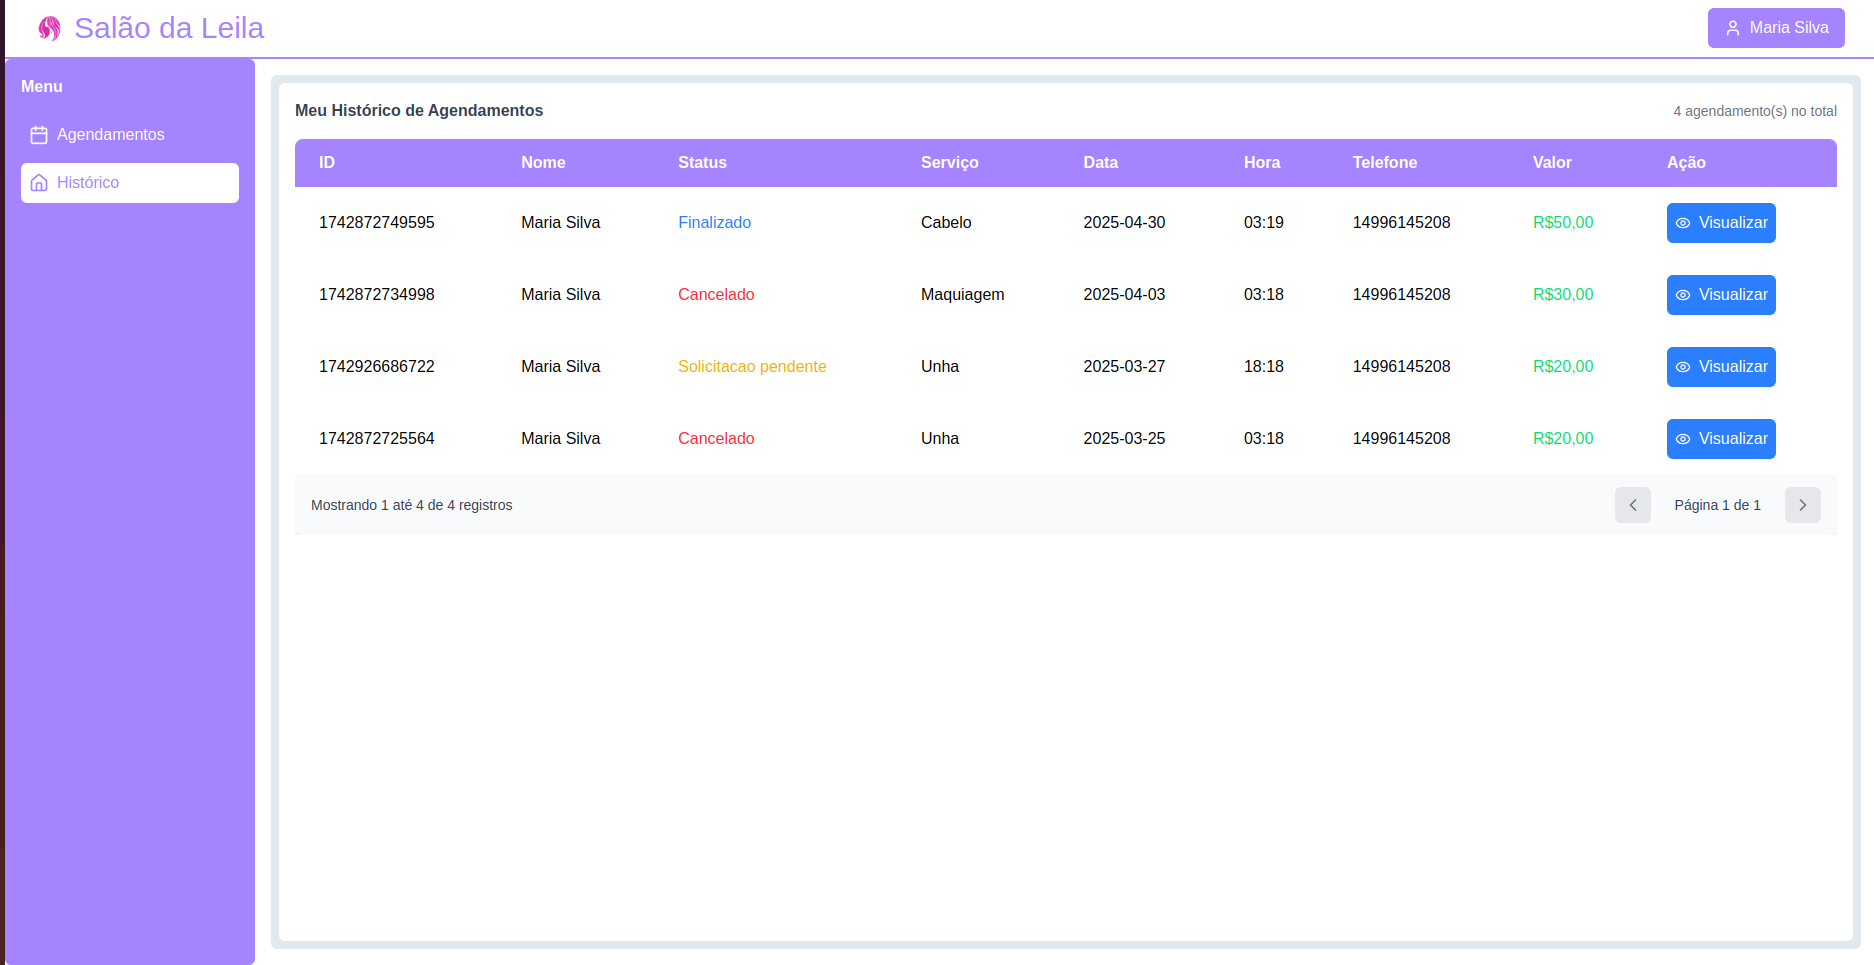 Salão da Leila
Maria Silva
Menu
Agendamentos
Histórico
Meu Histórico de Agendamentos
4 agendamento(s) no total
ID Nome Status Serviço Data Hora Telefone Valor Ação
1742872749595 Maria Silva Finalizado Cabelo 2025-04-30 03:19 14996145208 R$50,00 Visualizar
1742872734998 Maria Silva Cancelado Maquiagem 2025-04-03 03:18 14996145208 R$30,00 Visualizar
1742926686722 Maria Silva Solicitacao pendente Unha 2025-03-27 18:18 14996145208 R$20,00 Visualizar
1742872725564 Maria Silva Cancelado Unha 2025-03-25 03:18 14996145208 R$20,00 Visualizar
Mostrando 1 até 4 de 4 registros
Página 1 de 1